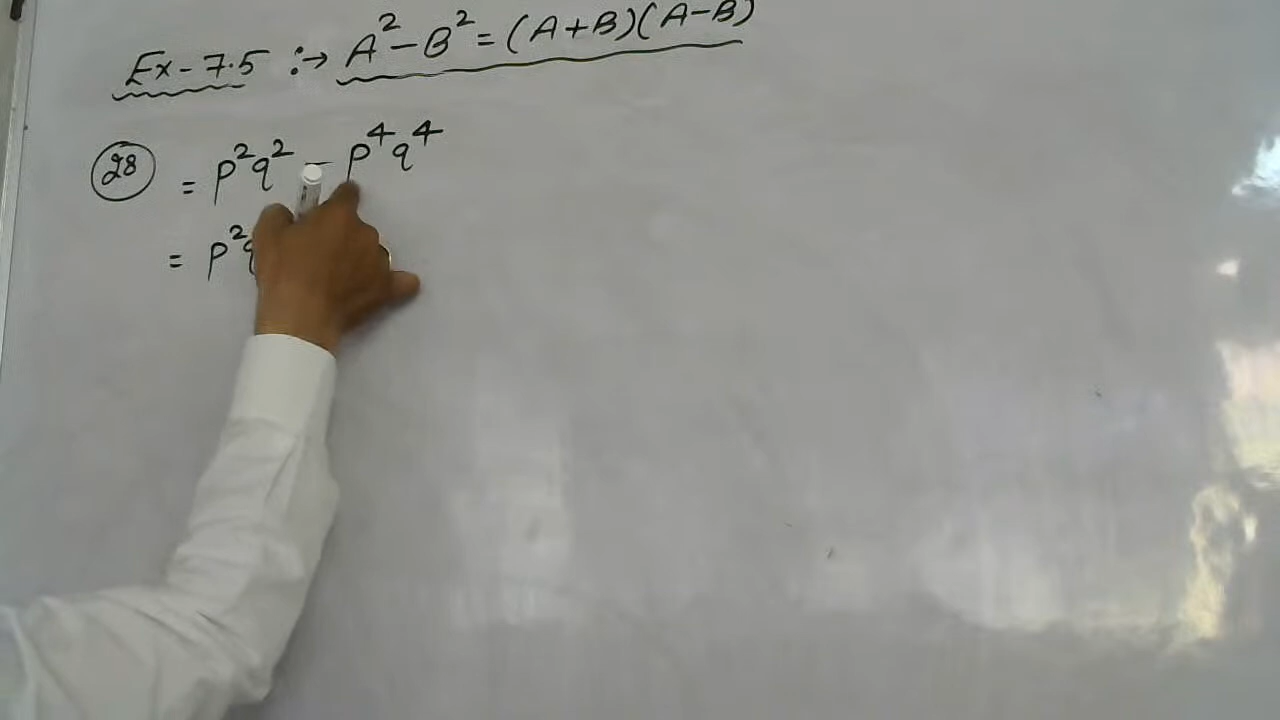 Ex-7.5 :→ A²-B²=(A+B)(A-B)
28 = p²q² - p⁴q⁴
= p²q